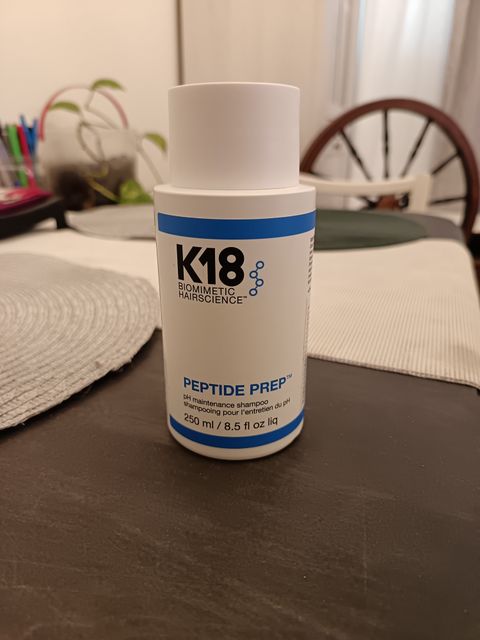 K18
BIOMIMETIC
HAIRSCIENCE™
PEPTIDE PREP™
pH maintenance shampoo
shampooing pour l'entretien du pH
250 ml / 8.5 fl oz liq